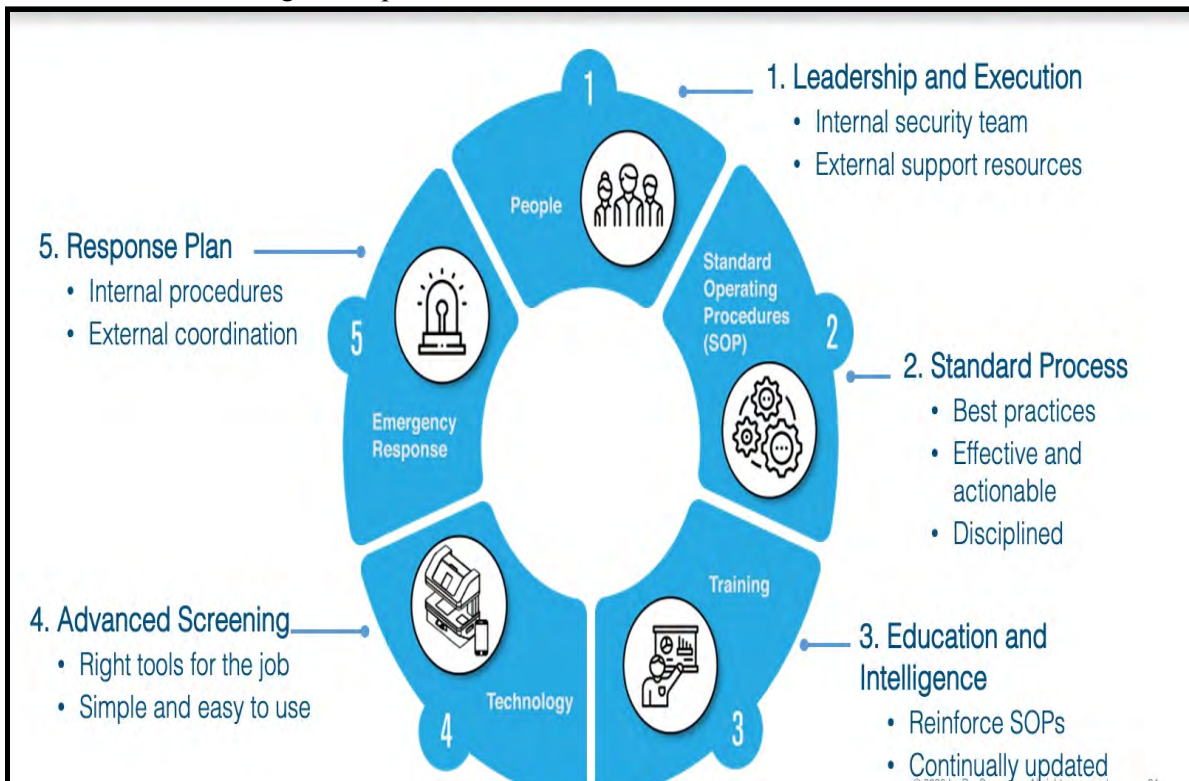 1
1. Leadership and Execution
• Internal security team
• External support resources
People
5. Response Plan
• Internal procedures
• External coordination
5
Emergency
Response
Standard
Operating
Procedures
(SOP)
2
2. Standard Process
• Best practices
• Effective and
actionable
• Disciplined
Training
3
3. Education and
Intelligence
• Reinforce SOPs
• Continually updated
4. Advanced Screening
• Right tools for the job
• Simple and easy to use
Technology
4